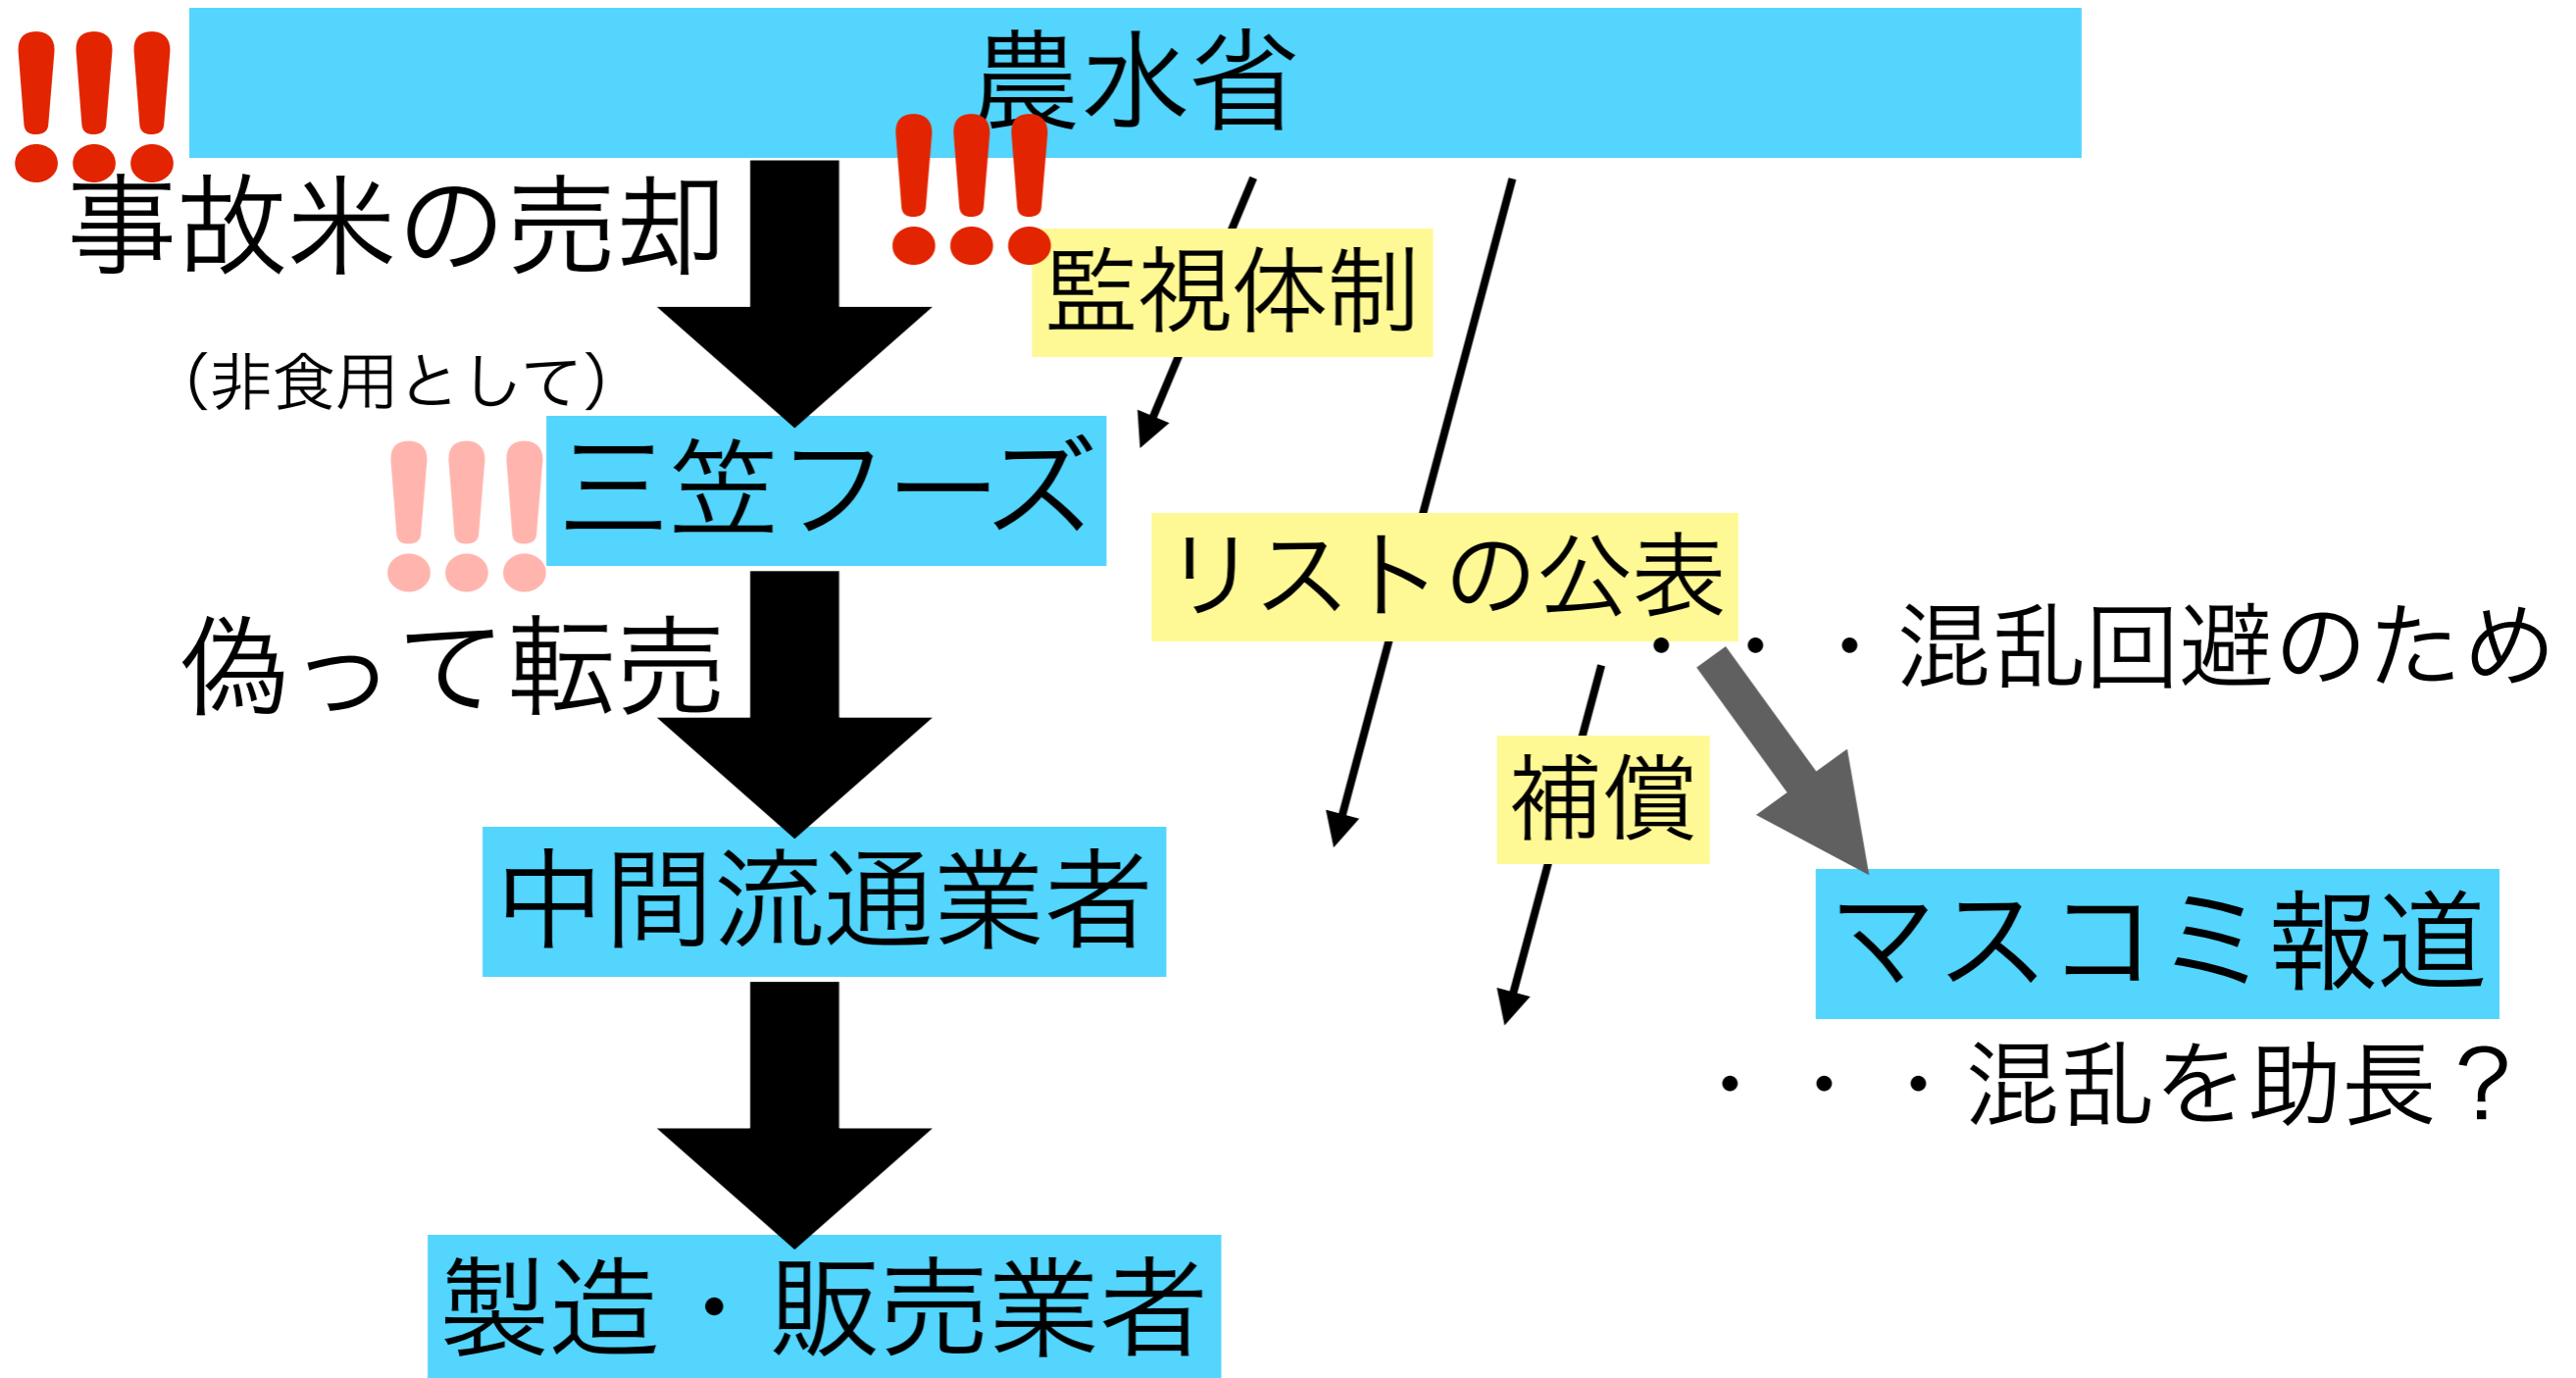 農水省
!!!
!!!
事故米の売却
監視体制
（非食用として）
!!!
三笠フーズ
リストの公表
・・・混乱回避のため
偽って転売
補償
中間流通業者
マスコミ報道
・・・混乱を助長？
製造・販売業者